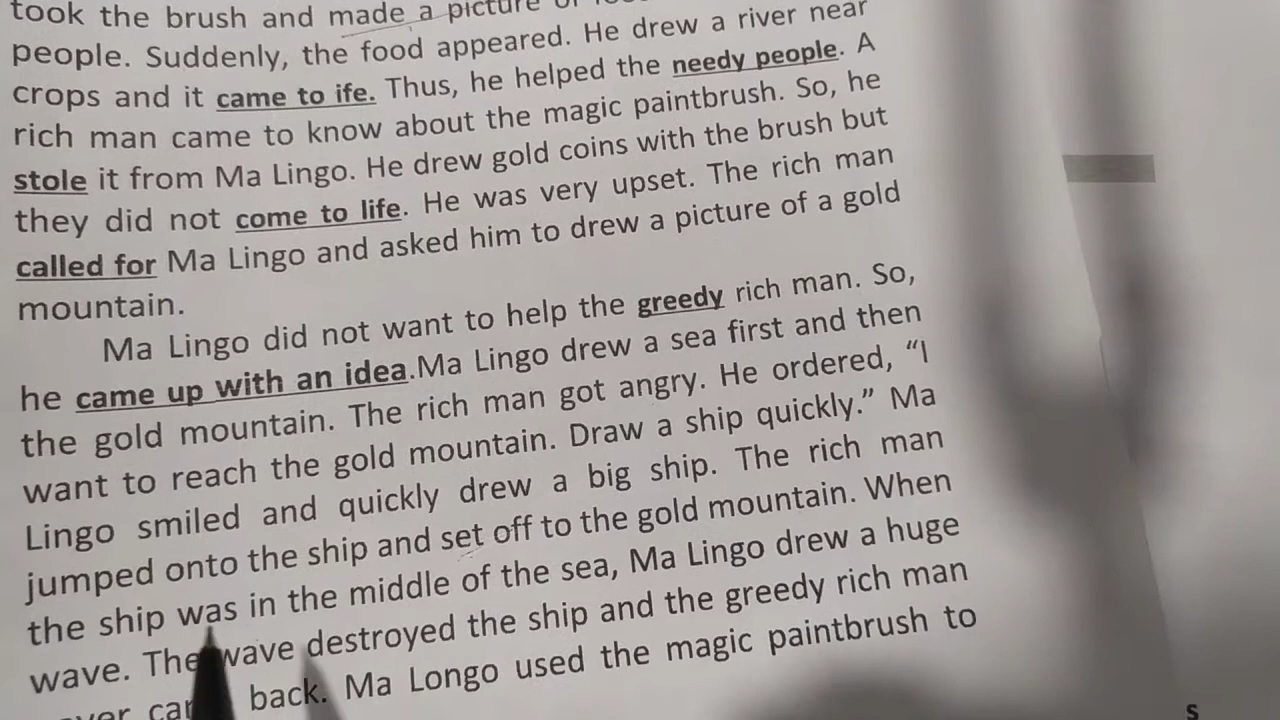 took the brush and made a picture of
people. Suddenly, the food appeared. He drew a river near
crops and it came to ife. Thus, he helped the needy people. A
rich man came to know about the magic paintbrush. So, he
stole it from Ma Lingo. He drew gold coins with the brush but
they did not come to life. He was very upset. The rich man
called for Ma Lingo and asked him to drew a picture of a gold
mountain.
Ma Lingo did not want to help the greedy rich man. So,
he came up with an idea.Ma Lingo drew a sea first and then
the gold mountain. The rich man got angry. He ordered, “I
want to reach the gold mountain. Draw a ship quickly.” Ma
Lingo smiled and quickly drew a big ship. The rich man
jumped onto the ship and set off to the gold mountain. When
the ship was in the middle of the sea, Ma Lingo drew a huge
wave. The wave destroyed the ship and the greedy rich man
back. Ma Longo used the magic paintbrush to
s